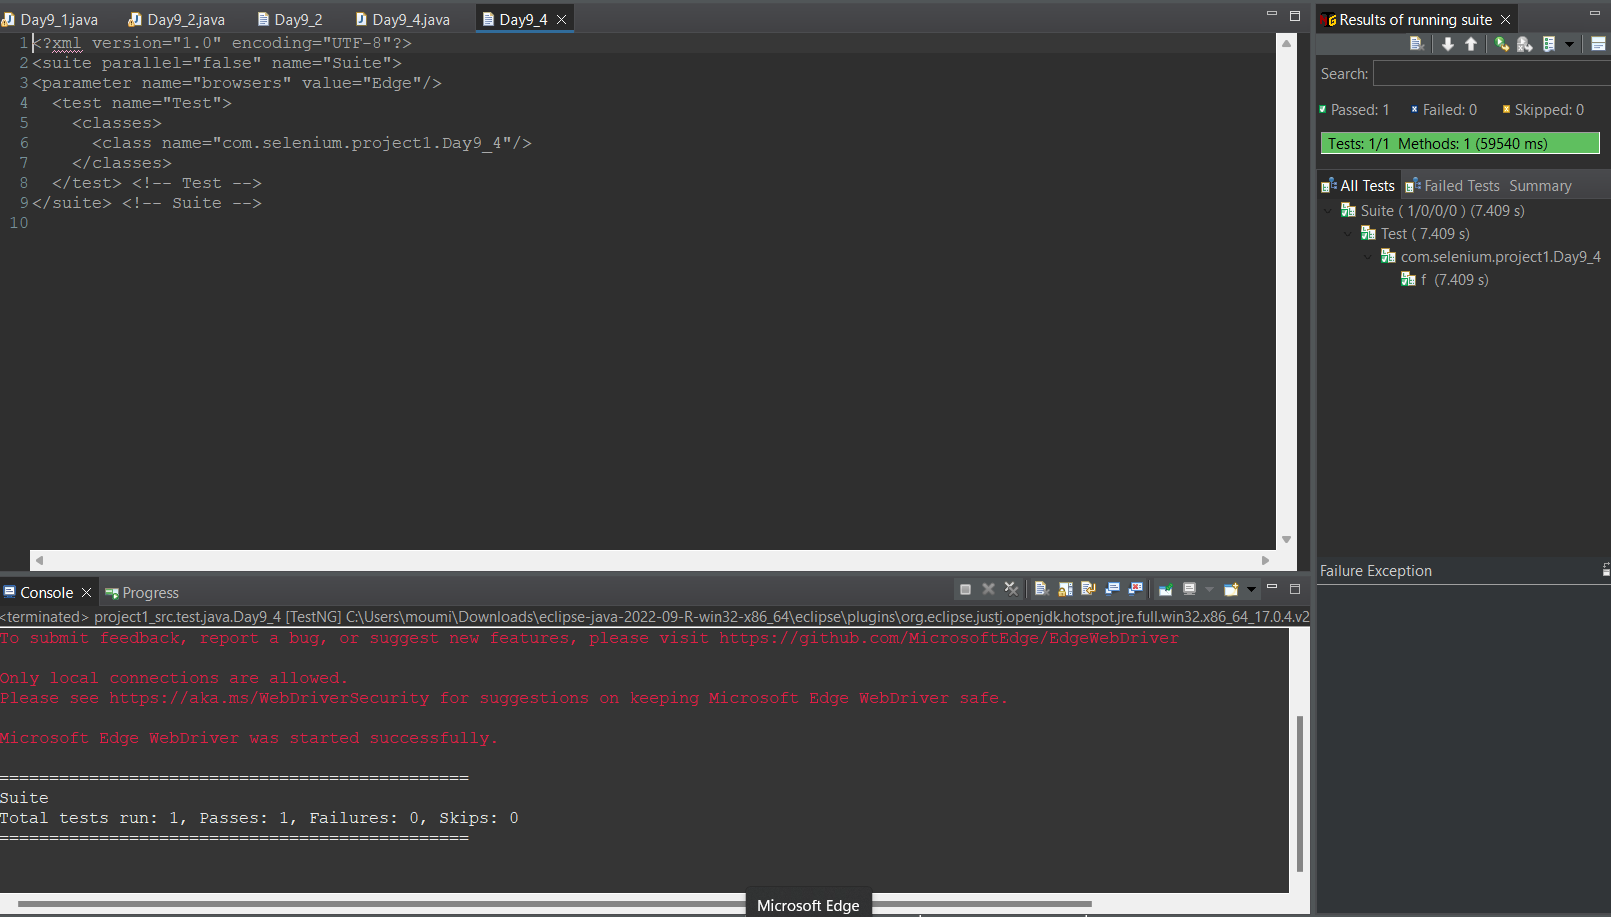 Day9_1.java
Day9_2.java
Day9_2
Day9_4.java
Day9_4
1 <?xml version="1.0" encoding="UTF-8"?>
2 <suite parallel="false" name="Suite">
3 <parameter name="browsers" value="Edge"/>
4 <test name="Test">
5 <classes>
6 <class name="com.selenium.project1.Day9_4"/>
7 </classes>
8 </test> <!-- Test -->
9 </suite> <!-- Suite -->
10
Results of running suite
Search:
Passed: 1 Failed: 0 Skipped: 0
Tests: 1/1 Methods: 1 (59540 ms)
All Tests Failed Tests Summary
Suite ( 1/0/0/0 ) (7.409 s)
Test ( 7.409 s)
com.selenium.project1.Day9_4
f (7.409 s)
Failure Exception
Console Progress
<terminated> project1_src.test.java.Day9_4 [TestNG] C:\Users\moumi\Downloads\eclipse-java-2022-09-R-win32-x86_64\eclipse\plugins\org.eclipse.justj.openjdk.hotspot.jre.full.win32.x86_64_17.0.4.v2
To submit feedback, report a bug, or suggest new features, please visit https://github.com/MicrosoftEdge/EdgeWebDriver
Only local connections are allowed.
Please see https://aka.ms/WebDriverSecurity for suggestions on keeping Microsoft Edge WebDriver safe.
Microsoft Edge WebDriver was started successfully.
===============================================
Suite
Total tests run: 1, Passes: 1, Failures: 0, Skips: 0
===============================================
Microsoft Edge